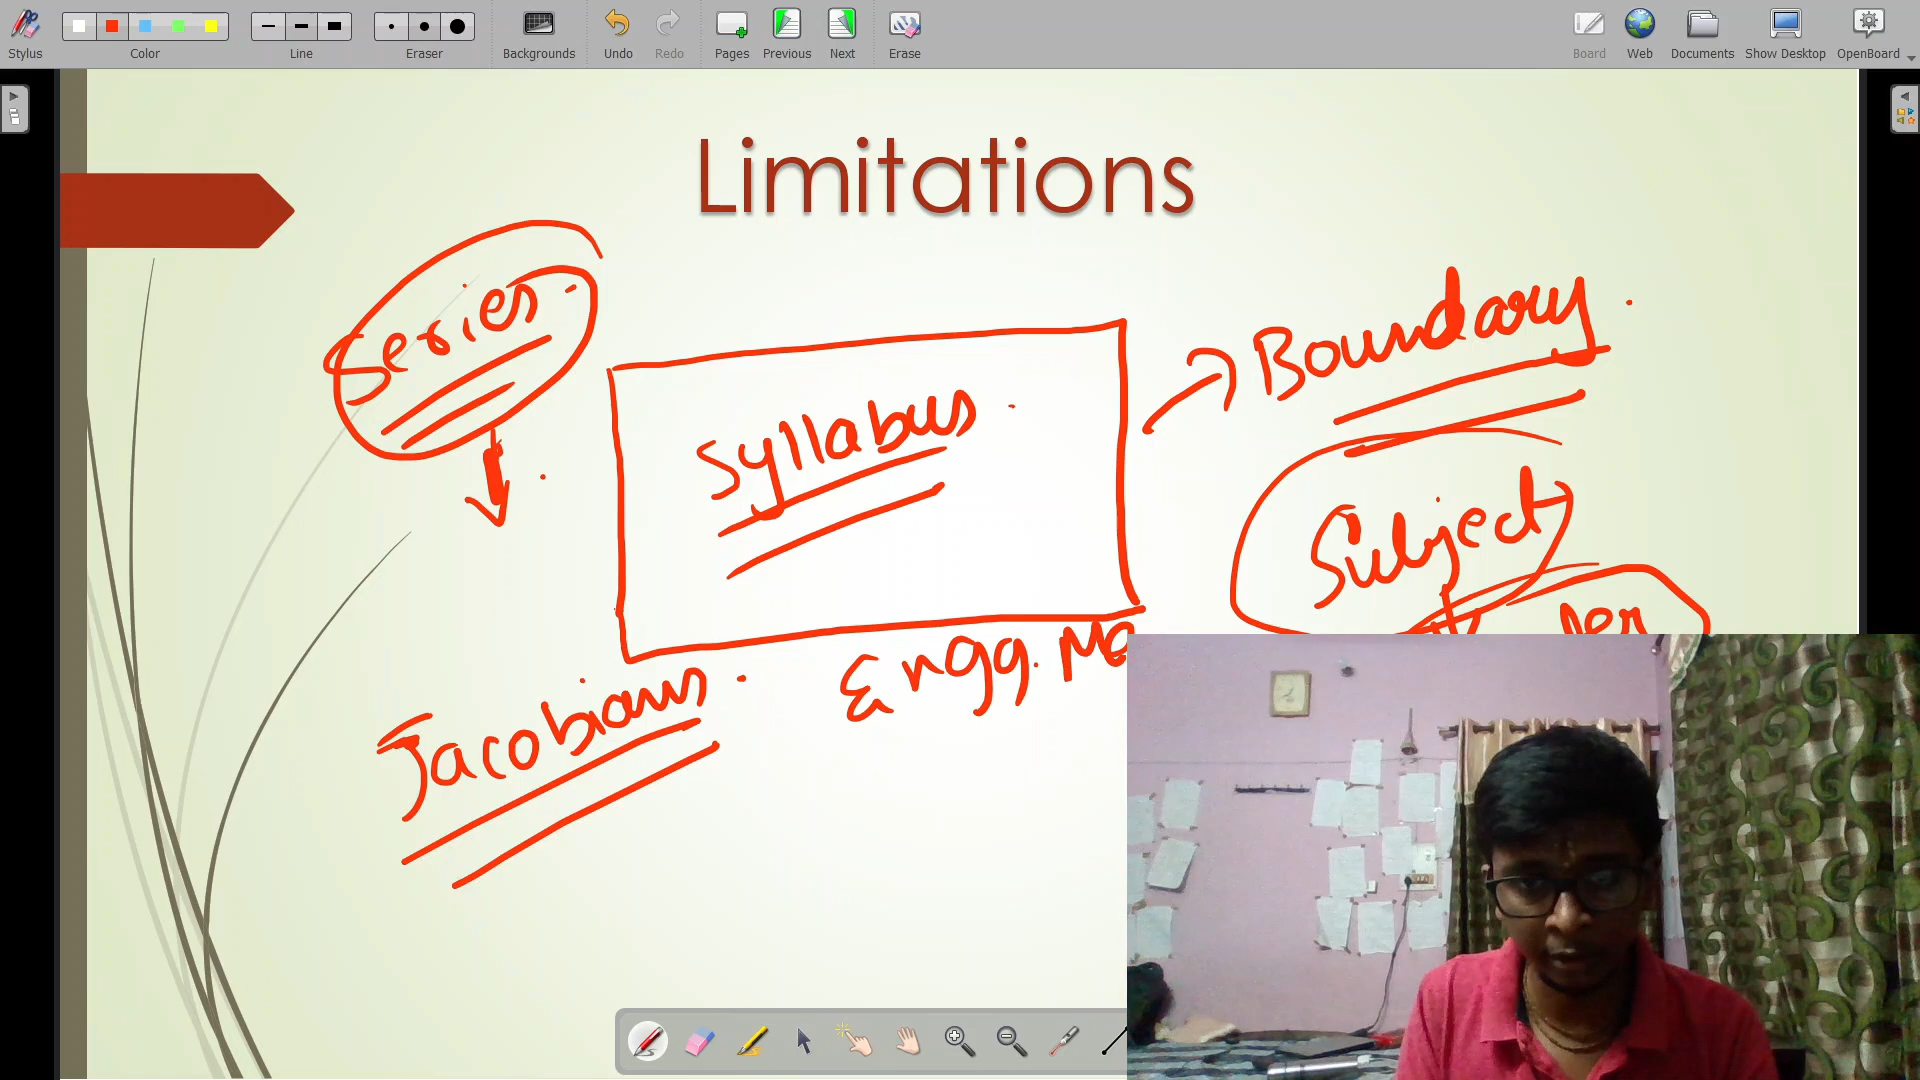 Stylus Color Line Eraser Backgrounds Undo Redo Pages Previous Next Erase Board Web Documents Show Desktop OpenBoard
Limitations
Series
Boundary
Syllabus
Subject
Engg.
Jacobians